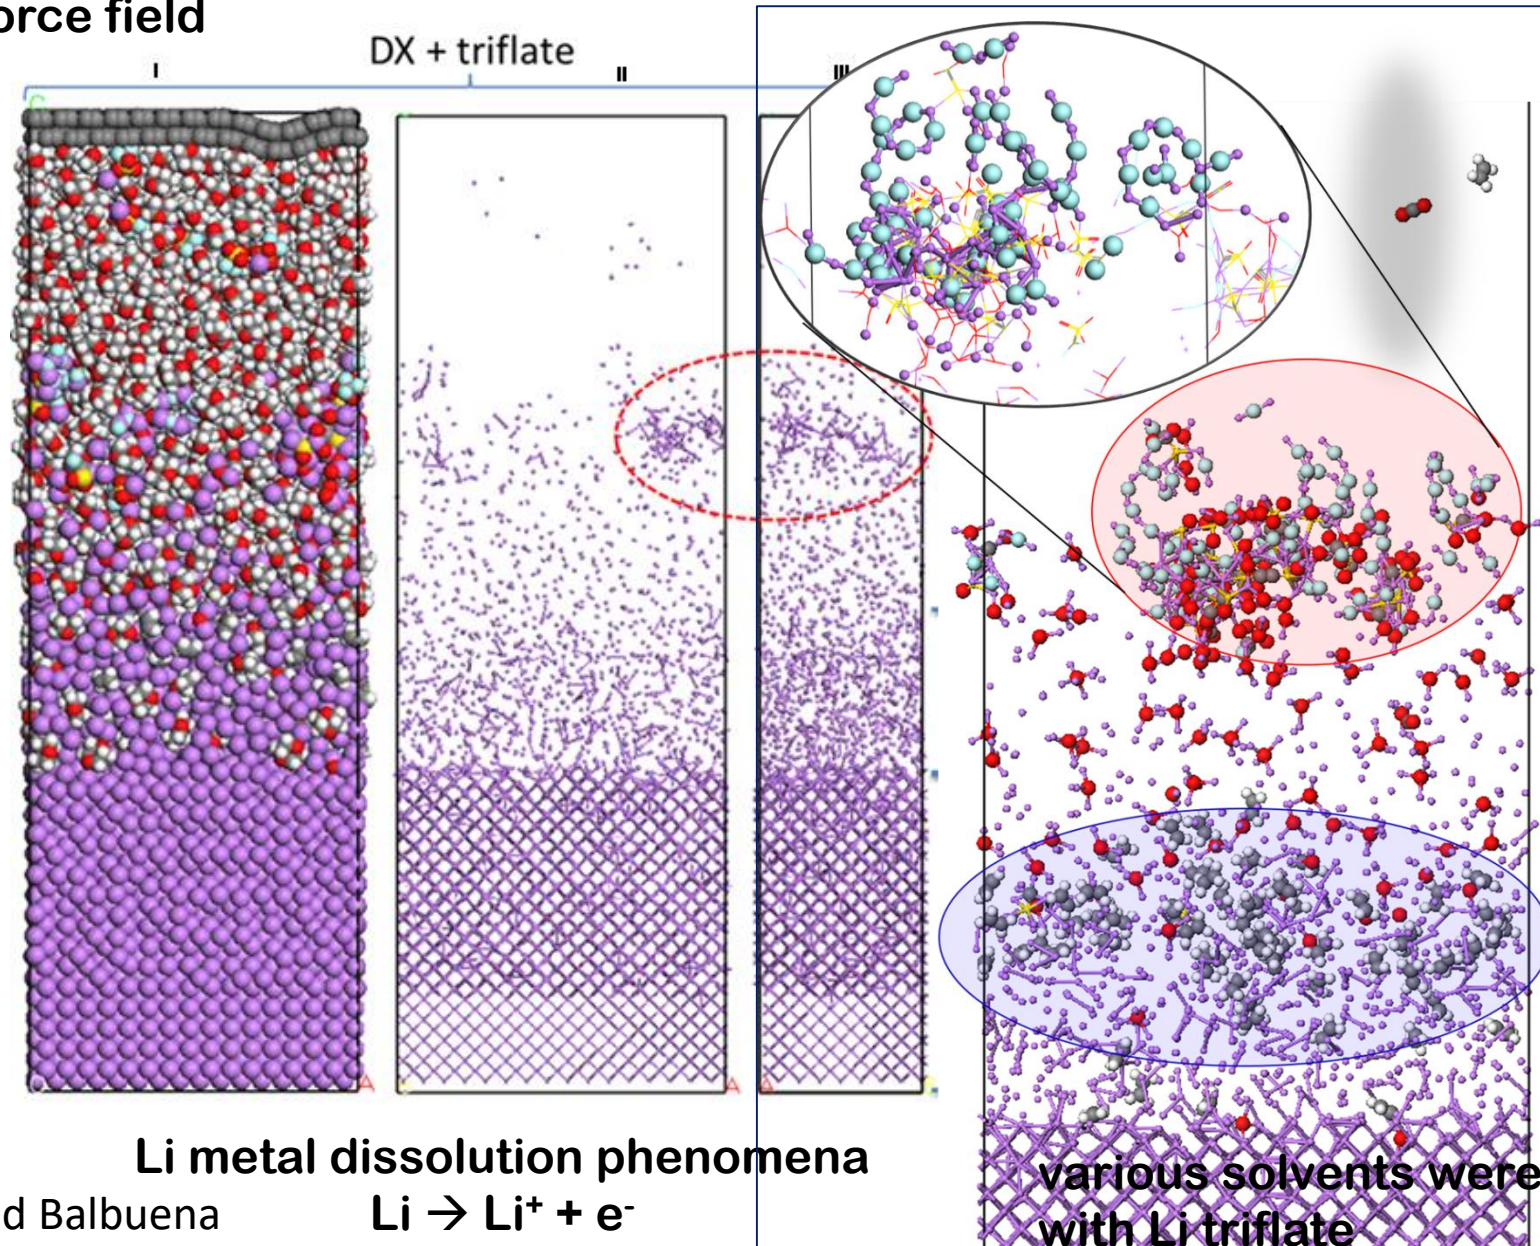 orce field
DX + triflate
I
II
III
C
A
A
A
Li metal dissolution phenomena
d Balbuena
Li → Li⁺ + e⁻
various solvents were
with Li triflate